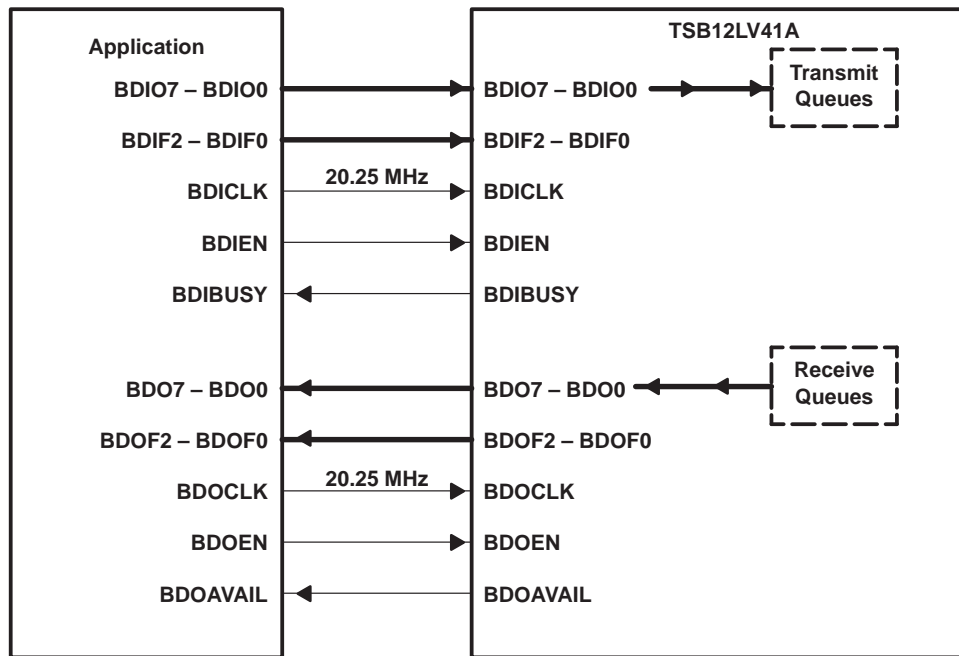 TSB12LV41A
Application
Transmit
Queues
BDIO7 – BDIO0
BDIO7 – BDIO0
BDIF2 – BDIF0
BDIF2 – BDIF0
BDICLK
20.25 MHz
BDICLK
BDIEN
BDIEN
BDIBUSY
BDIBUSY
Receive
Queues
BDO7 – BDO0
BDO7 – BDO0
BDOF2 – BDOF0
BDOF2 – BDOF0
BDOCLK
20.25 MHz
BDOCLK
BDOEN
BDOEN
BDOAVAIL
BDOAVAIL